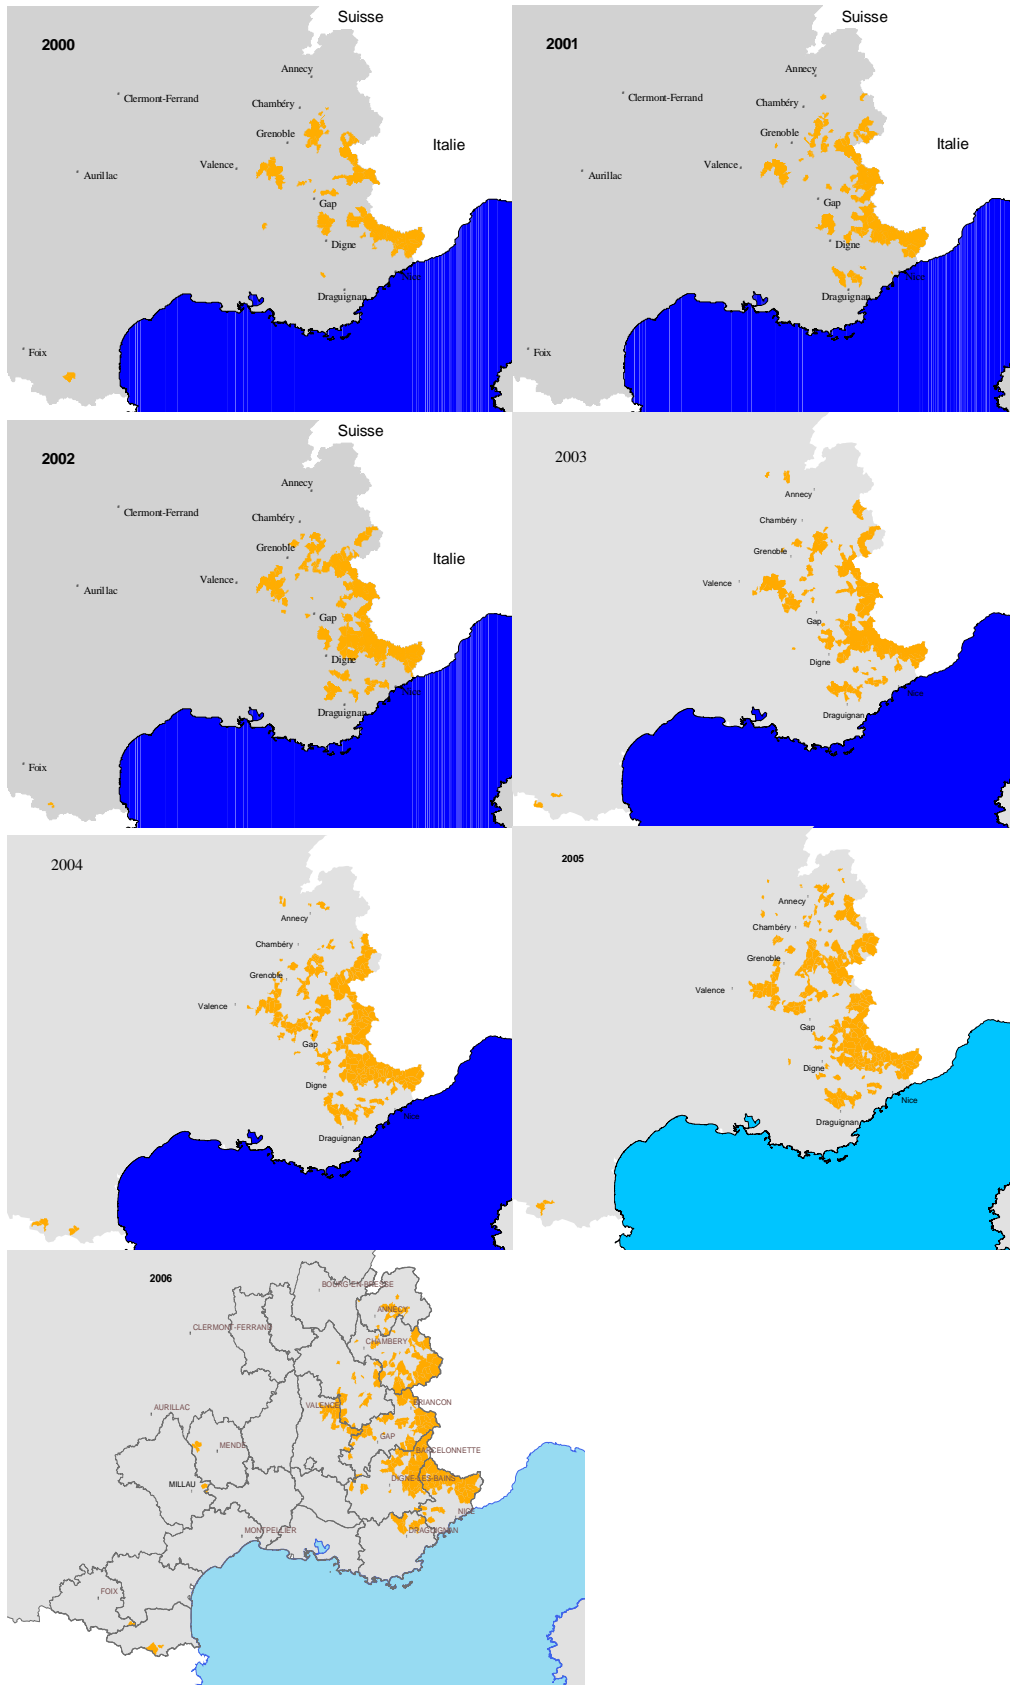 Suisse
2000
Annecy
Clermont-Ferrand
Chambéry
Grenoble
Italie
Valence
Aurillac
Gap
Digne
Nice
Draguignan
Foix
Suisse
2001
Annecy
Clermont-Ferrand
Chambéry
Grenoble
Italie
Valence
Aurillac
Gap
Digne
Nice
Draguignan
Foix
Suisse
2002
Annecy
Clermont-Ferrand
Chambéry
Grenoble
Italie
Valence
Aurillac
Gap
Digne
Nice
Draguignan
Foix
2003
Annecy
Chambéry
Grenoble
Valence
Gap
Digne
Nice
Draguignan
2004
Annecy
Chambéry
Grenoble
Valence
Gap
Digne
Nice
Draguignan
2005
Annecy
Chambéry
Grenoble
Valence
Gap
Digne
Nice
Draguignan
2006
BOURG-EN-BRESSE
ANNECY
CLERMONT-FERRAND
CHAMBERY
VALENCE
BRIANCON
AURILLAC
GAP
MENDE
BARCELONNETTE
MILLAU
DIGNE-LES-BAINS
NICE
MONTPELLIER
DRAGUIGNAN
FOIX